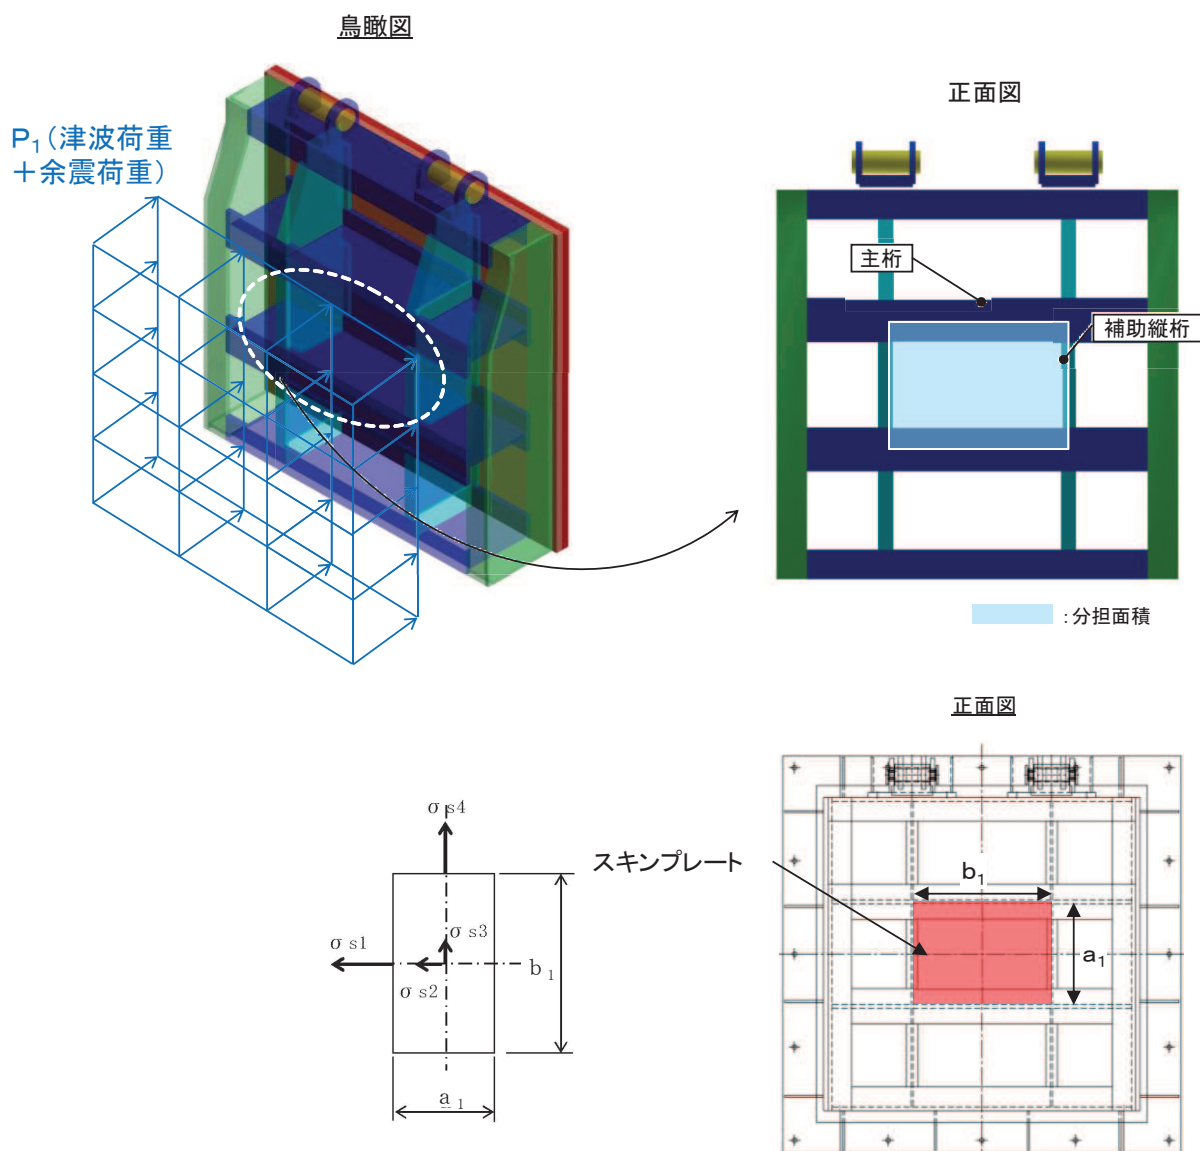 鳥瞰図
P₁(津波荷重
＋余震荷重)
正面図
主桁
補助縦桁
:分担面積
正面図
スキンプレート
b₁
a₁
σ s4
σ s3
σ s1
σ s2
b ₁
a ₁